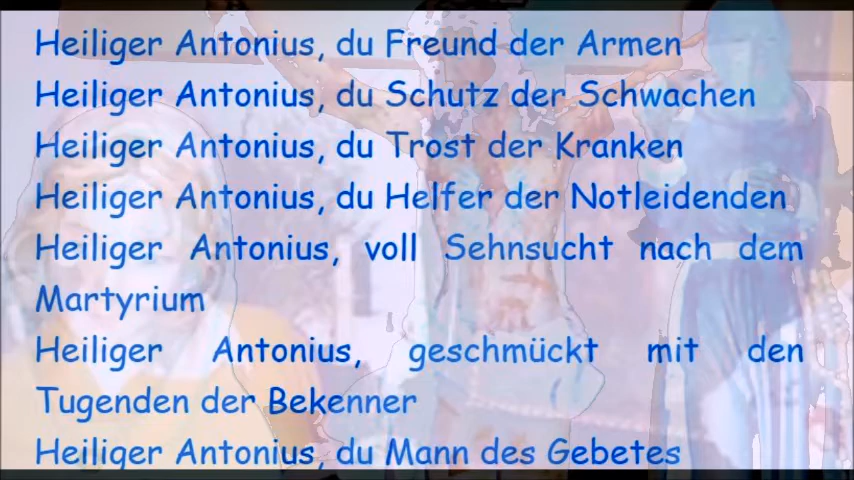 Heiliger Antonius, du Freund der Armen
Heiliger Antonius, du Schutz der Schwachen
Heiliger Antonius, du Trost der Kranken
Heiliger Antonius, du Helfer der Notleidenden
Heiliger Antonius, voll Sehnsucht nach dem
Martyrium
Heiliger Antonius, geschmückt mit den
Tugenden der Bekenner
Heiliger Antonius, du Mann des Gebetes